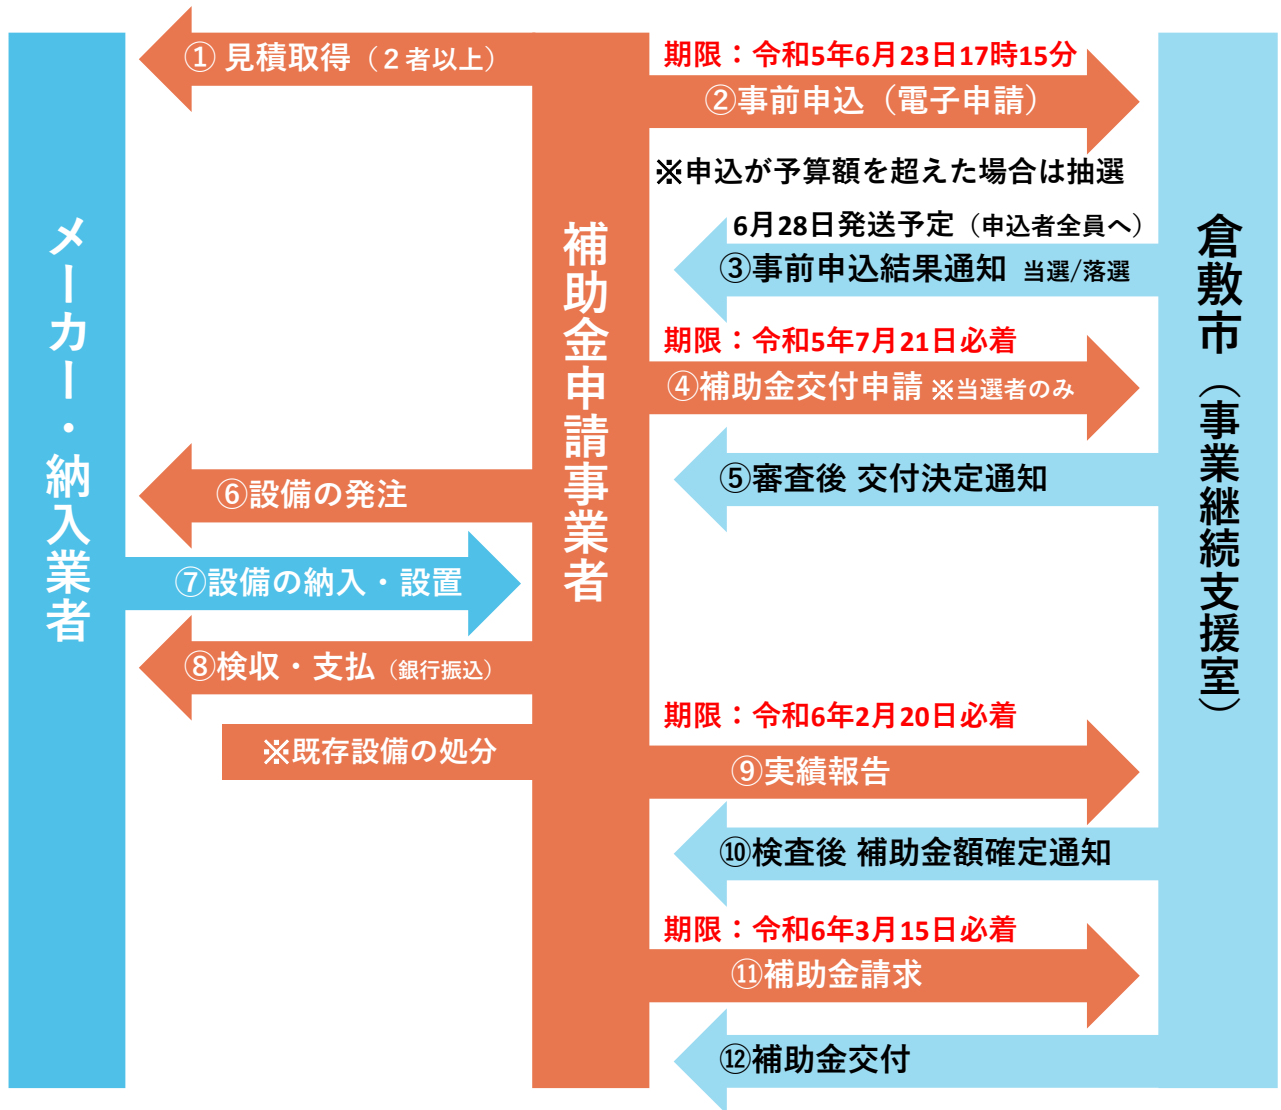 メーカー・納入業者
補助金申請事業者
倉敷市（事業継続支援室）
①見積取得（２者以上）
期限：令和5年6月23日17時15分
②事前申込（電子申請）
※申込が予算額を超えた場合は抽選
6月28日発送予定（申込者全員へ）
③事前申込結果通知 当選/落選
期限：令和5年7月21日必着
④補助金交付申請 ※当選者のみ
⑤審査後 交付決定通知
⑥設備の発注
⑦設備の納入・設置
⑧検収・支払（銀行振込）
※既存設備の処分
期限：令和6年2月20日必着
⑨実績報告
⑩検査後 補助金額確定通知
期限：令和6年3月15日必着
⑪補助金請求
⑫補助金交付